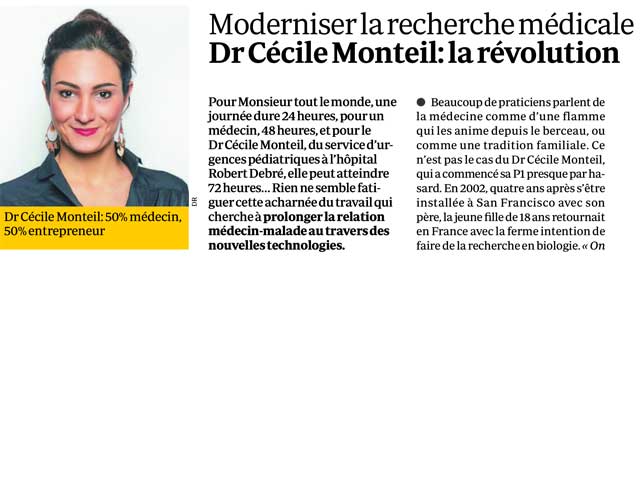 Moderniser la recherche médicale
Dr Cécile Monteil: la révolution
Pour Monsieur tout le monde, une
journée dure 24 heures, pour un
médecin, 48 heures, et pour le
Dr Cécile Monteil, du service d'ur-
gences pédiatriques à l'hôpital
Robert Debré, elle peut atteindre
72 heures... Rien ne semble fati-
guer cette acharnée du travail qui
cherche à prolonger la relation
médecin-malade au travers des
nouvelles technologies.
● Beaucoup de praticiens parlent de
la médecine comme d'une flamme
qui les anime depuis le berceau, ou
comme une tradition familiale. Ce
n'est pas le cas du Dr Cécile Monteil,
qui a commencé sa P1 presque par ha-
sard. En 2002, quatre ans après s'être
installée à San Francisco avec son
père, la jeune fille de 18 ans retournait
en France avec la ferme intention de
faire de la recherche en biologie. « On
DR
Dr Cécile Monteil: 50% médecin,
50% entrepreneur